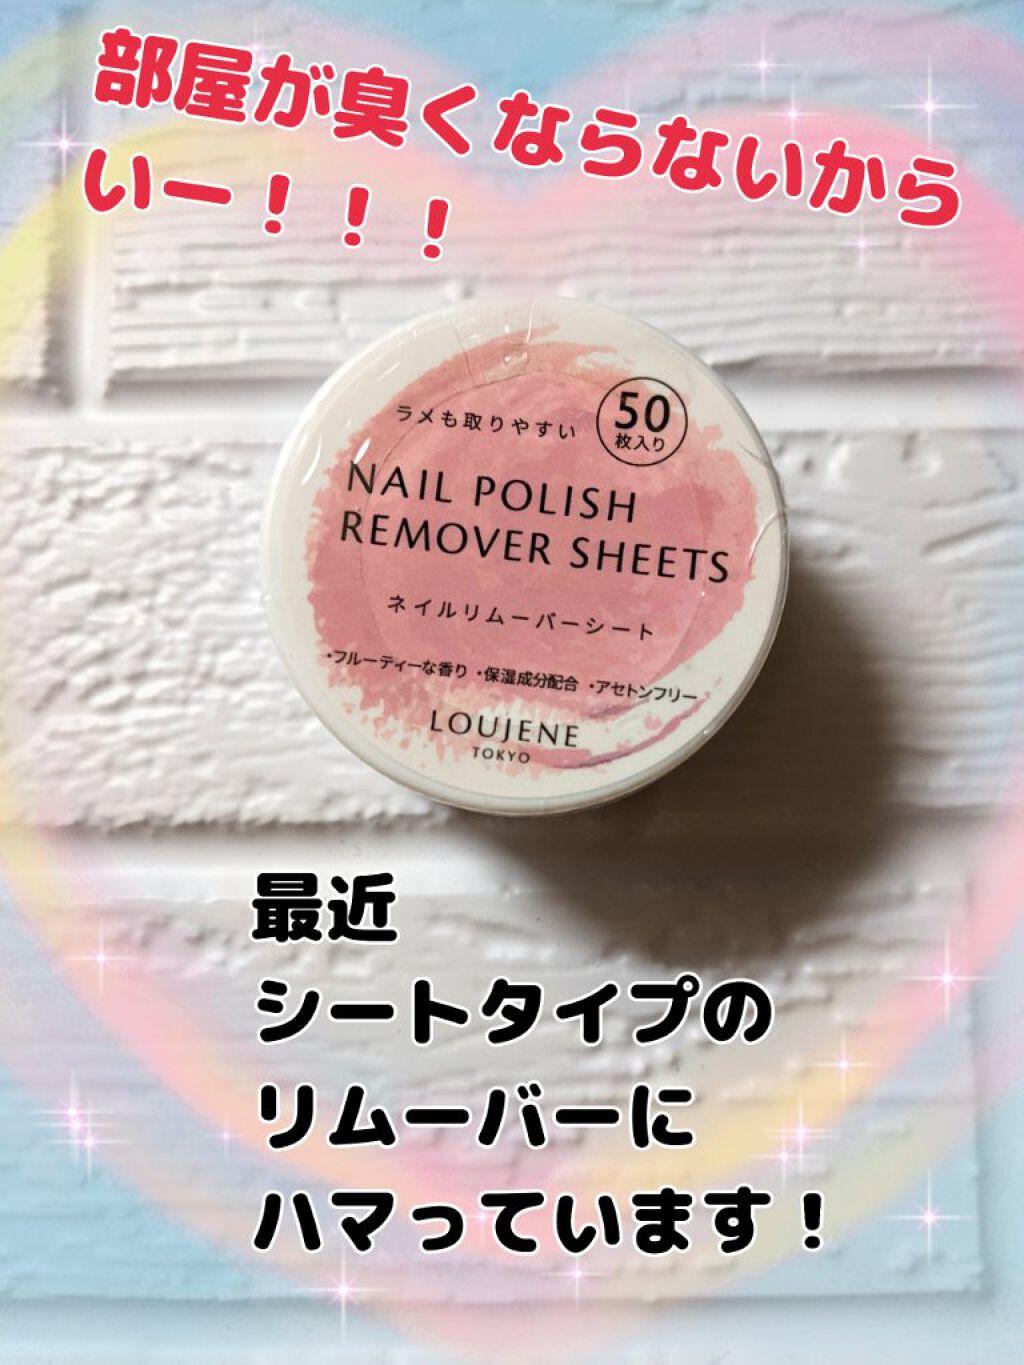 部屋が臭くならないから
いー！！！
ラメも取りやすい
50
枚入り
NAIL POLISH
REMOVER SHEETS
ネイルリムーバーシート
・フルーティーな香り ・保湿成分配合 ・アセトンフリー
LOUJENE
TOKYO
最近
シートタイプの
リムーバーに
ハマっています！